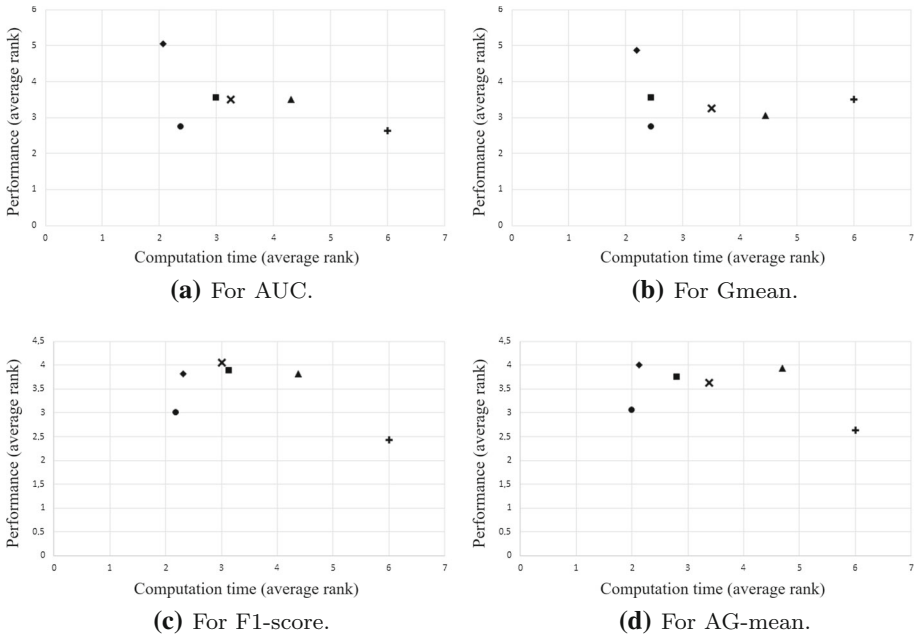 Performance (average rank)
6
5
4
3
2
1
0
0 1 2 3 4 5 6 7
Computation time (average rank)
(a) For AUC.
Performance (average rank)
6
5
4
3
2
1
0
0 1 2 3 4 5 6 7
Computation time (average rank)
(b) For Gmean.
Performance (average rank)
4,5
4
3,5
3
2,5
2
1,5
1
0,5
0
0 1 2 3 4 5 6 7
Computation time (average rank)
(c) For F1-score.
Performance (average rank)
4,5
4
3,5
3
2,5
2
1,5
1
0,5
0
0 1 2 3 4 5 6 7
Computation time (average rank)
(d) For AG-mean.